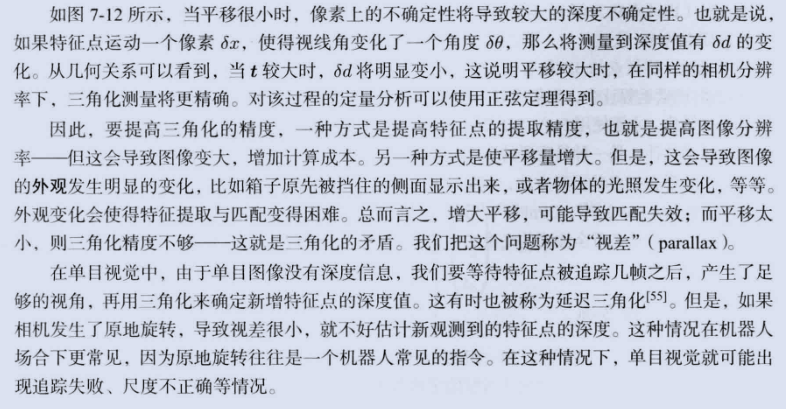 如图 7-12 所示，当平移很小时，像素上的不确定性将导致较大的深度不确定性。也就是说，
如果特征点运动一个像素 δx，使得视线角变化了一个角度 δθ，那么将测量到深度值有 δd 的变
化。从几何关系可以看到，当 t 较大时，δd 将明显变小，这说明平移较大时，在同样的相机分辨
率下，三角化测量将更精确。对该过程的定量分析可以使用正弦定理得到。
因此，要提高三角化的精度，一种方式是提高特征点的提取精度，也就是提高图像分辨
率——但这会导致图像变大，增加计算成本。另一种方式是使平移量增大。但是，这会导致图像
的外观发生明显的变化，比如箱子原先被挡住的侧面显示出来，或者物体的光照发生变化，等等。
外观变化会使得特征提取与匹配变得困难。总而言之，增大平移，可能导致匹配失效；而平移太
小，则三角化精度不够——这就是三角化的矛盾。我们把这个问题称为“视差”（parallax）。
在单目视觉中，由于单目图像没有深度信息，我们要等待特征点被追踪几帧之后，产生了足
够的视角，再用三角化来确定新增特征点的深度值。这有时也被称为延迟三角化[55]。但是，如果
相机发生了原地旋转，导致视差很小，就不好估计新观测到的特征点的深度。这种情况在机器人
场合下更常见，因为原地旋转往往是一个机器人常见的指令。在这种情况下，单目视觉就可能出
现追踪失败、尺度不正确等情况。